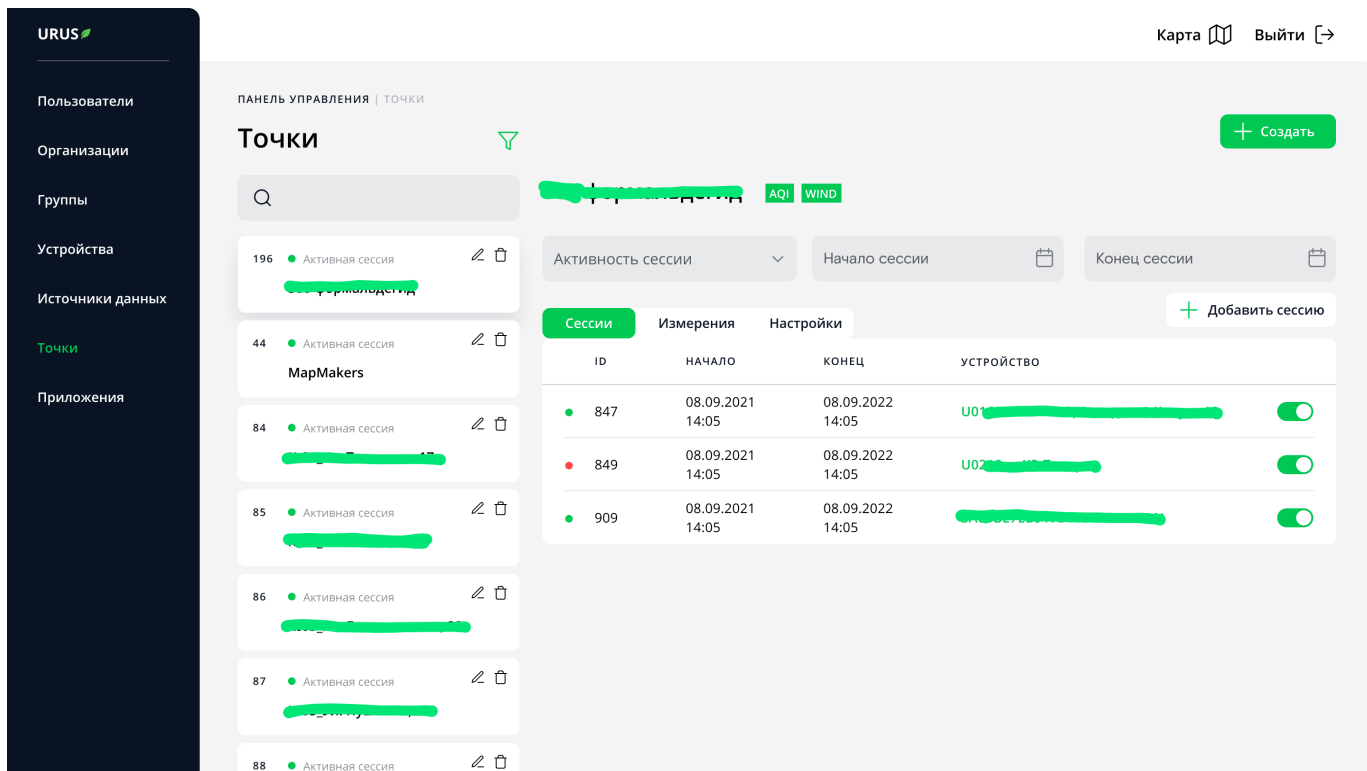 URUS
Карта
Выйти
Пользователи
Организации
Группы
Устройства
Источники данных
Точки
Приложения
ПАНЕЛЬ УПРАВЛЕНИЯ | ТОЧКИ
Точки
Создать
формальдегид
AQI
WIND
196
Активная сессия
формальдегид
44
Активная сессия
MapMakers
84
Активная сессия
85
Активная сессия
86
Активная сессия
87
Активная сессия
88
Активная сессия
Активность сессии
Начало сессии
Конец сессии
Добавить сессию
Сессии
Измерения
Настройки
ID
НАЧАЛО
КОНЕЦ
УСТРОЙСТВО
847
08.09.2021
14:05
08.09.2022
14:05
849
08.09.2021
14:05
08.09.2022
14:05
909
08.09.2021
14:05
08.09.2022
14:05